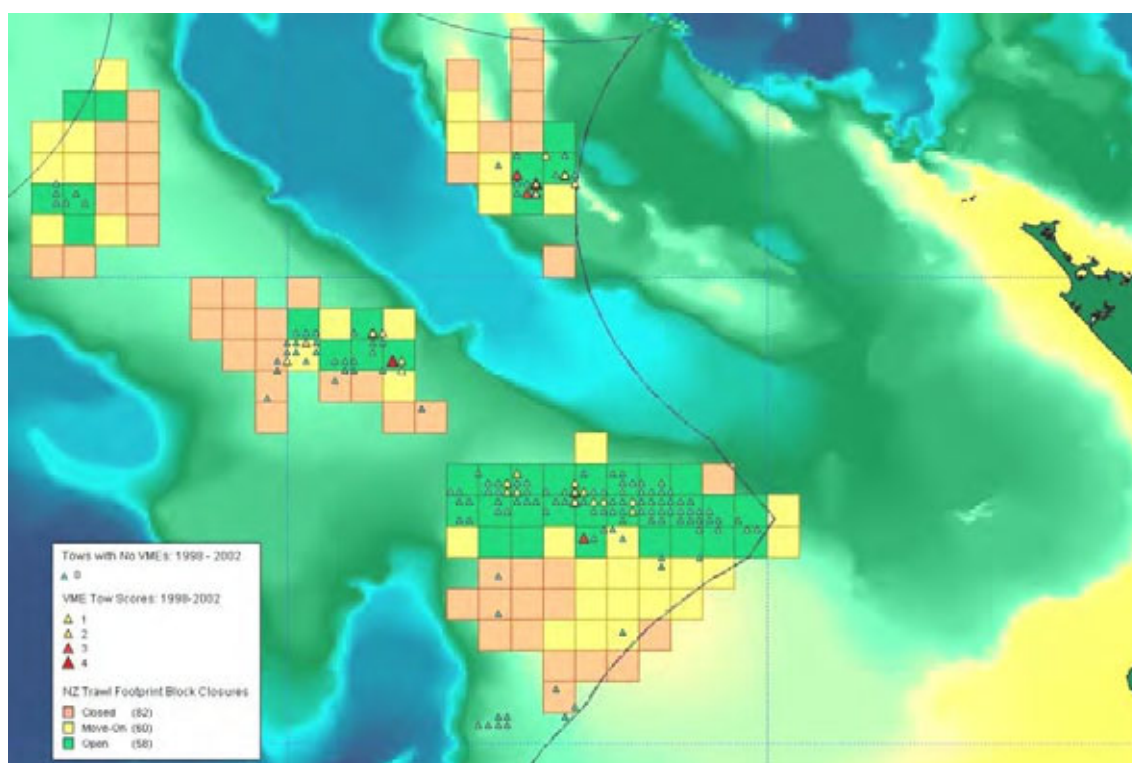 Tows with No VMEs: 1998 - 2002
0
VME Tow Scores: 1998-2002
1
2
3
4
NZ Trawl Footprint Block Closures
Closed (82)
Move-On (60)
Open (58)